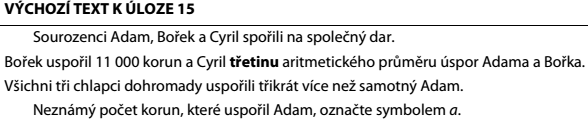 VÝCHOZÍ TEXT K ÚLOZE 15
Sourozenci Adam, Bořek a Cyril spořili na společný dar.
Bořek uspořil 11 000 korun a Cyril třetinu aritmetického průměru úspor Adama a Bořka.
Všichni tři chlapci dohromady uspořili třikrát více než samotný Adam.
Neznámý počet korun, které uspořil Adam, označte symbolem a.